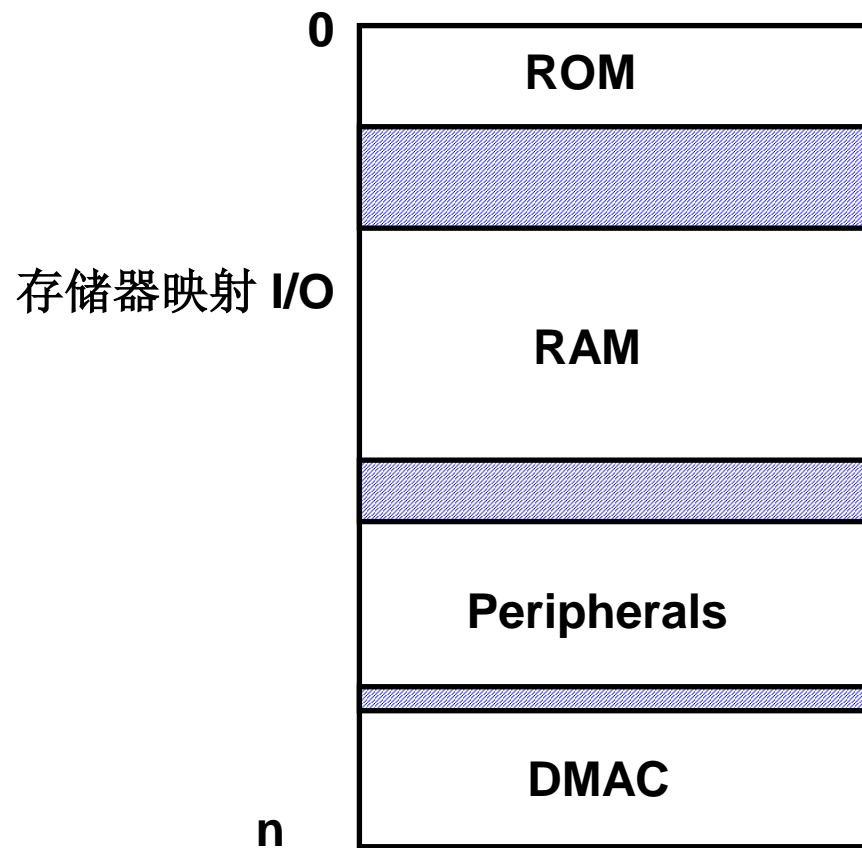 0
ROM
存储器映射 I/O
RAM
Peripherals
DMAC
n